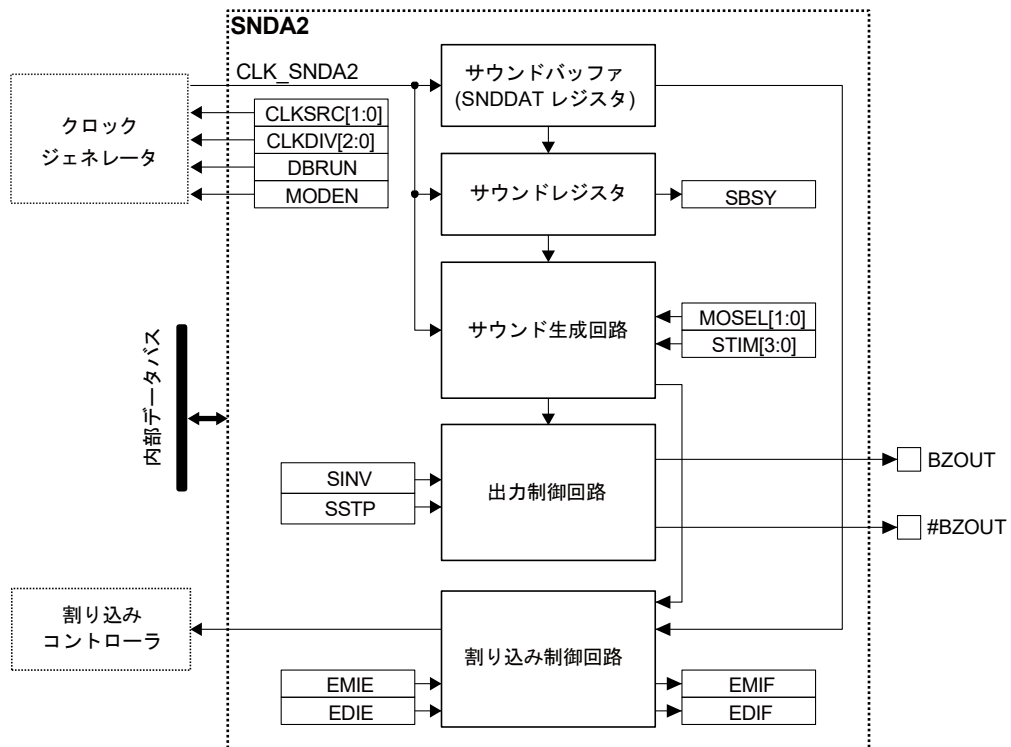 SNDA2
CLK_SNDA2
サウンドバッファ
(SNDDAT レジスタ)
クロック
ジェネレータ
CLKSRC[1:0]
CLKDIV[2:0]
DBRUN
MODEN
サウンドレジスタ
SBSY
サウンド生成回路
MOSEL[1:0]
STIM[3:0]
内部データバス
SINV
SSTP
出力制御回路
BZOUT
#BZOUT
割り込み
コントローラ
割り込み制御回路
EMIE
EDIE
EMIF
EDIF